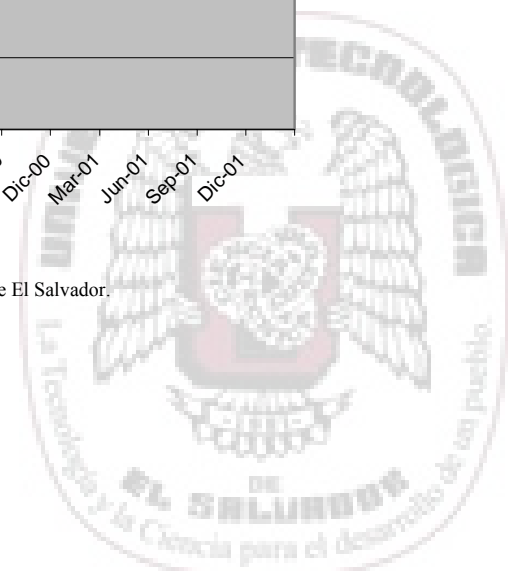 Dic-00 Mar-01 Jun-01 Sep-01 Dic-01
e El Salvador.
TECNOLOGICA
La Tecnología y la Ciencia para el desarrollo de un pueblo.
DE
EL SALVADOR